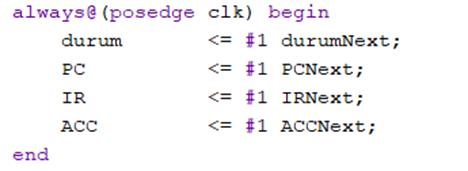 always@(posedge clk) begin
durum <= #1 durumNext;
PC <= #1 PCNext;
IR <= #1 IRNext;
ACC <= #1 ACCNext;
end